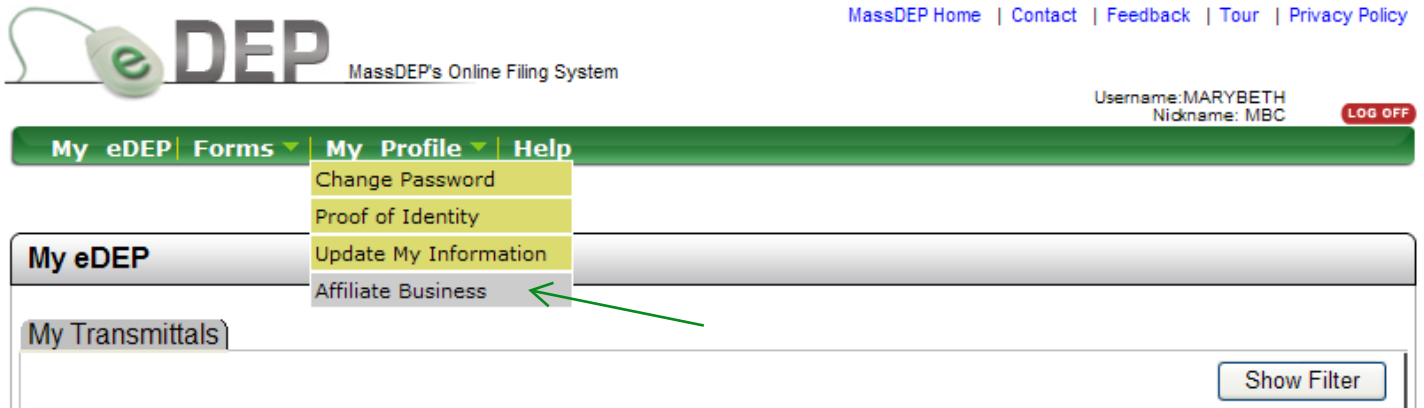 MassDEP Home | Contact | Feedback | Tour | Privacy Policy
eDEP MassDEP's Online Filing System
Username:MARYBETH
Nickname: MBC
LOG OFF
My eDEP| Forms | My Profile | Help
Change Password
Proof of Identity
Update My Information
Affiliate Business
My eDEP
My Transmittals
Show Filter